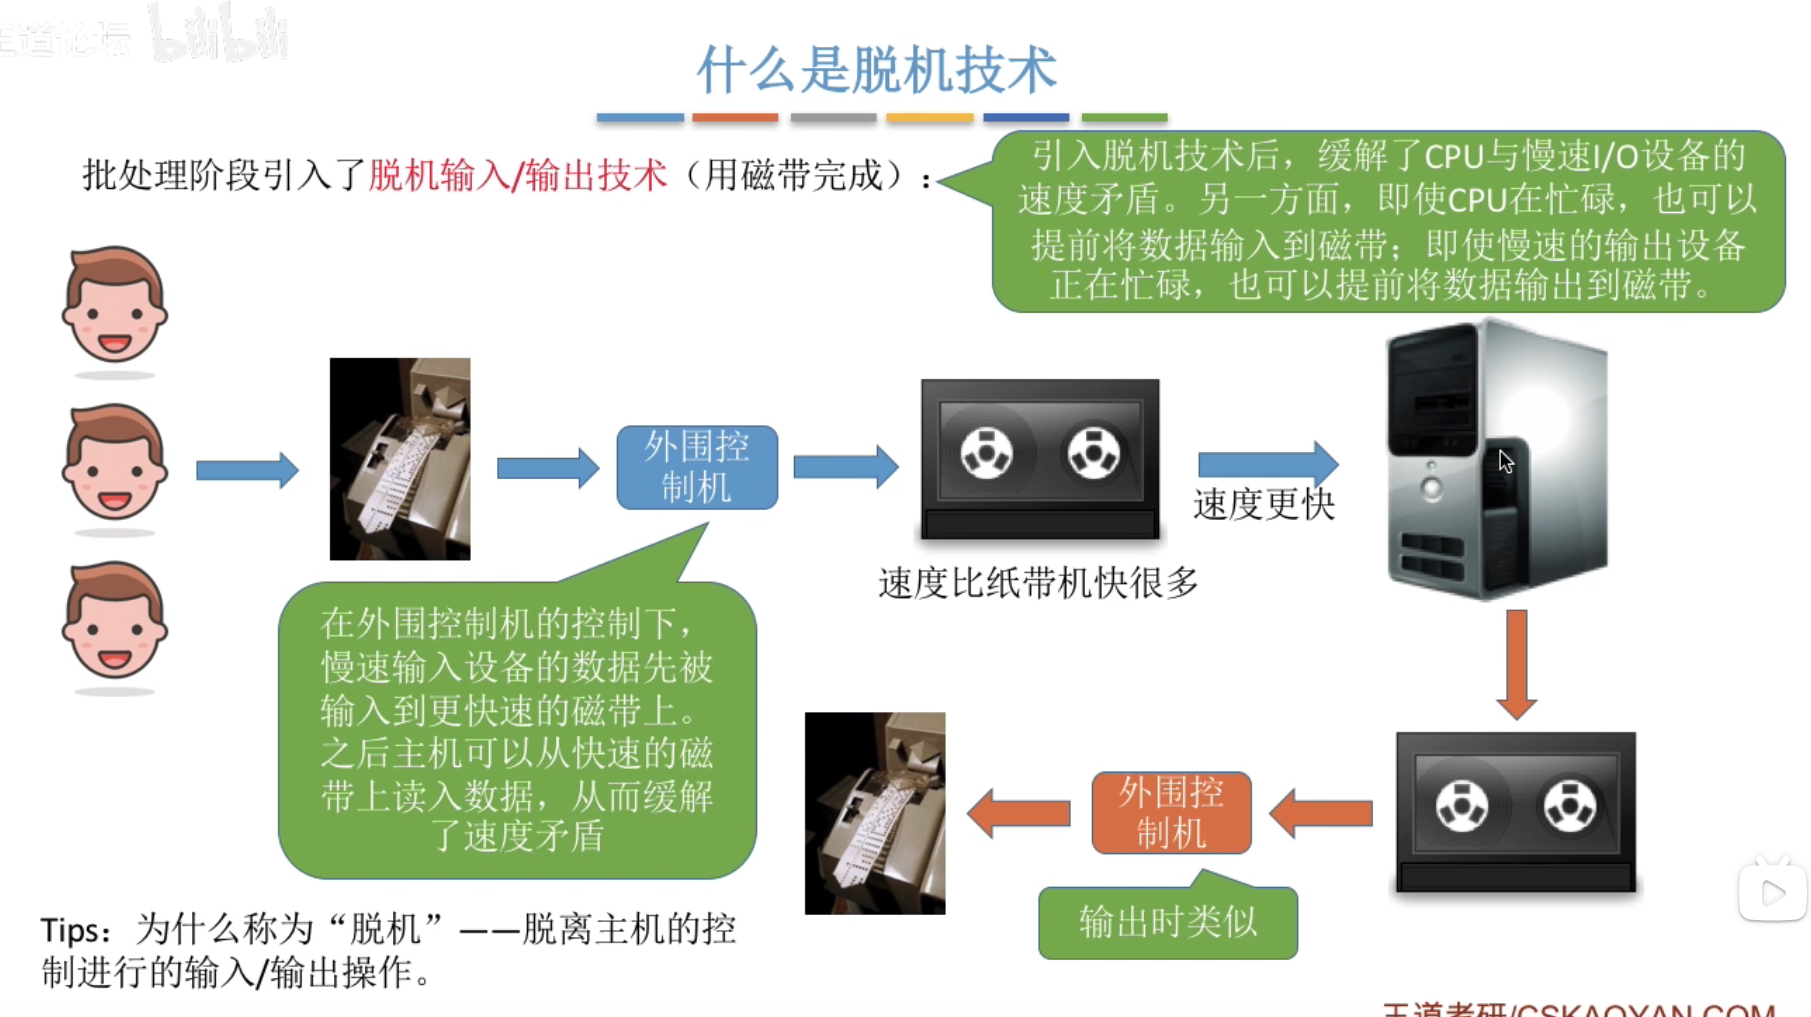 王道论坛 bilibili
什么是脱机技术
批处理阶段引入了脱机输入/输出技术（用磁带完成）：
引入脱机技术后，缓解了CPU与慢速I/O设备的
速度矛盾。另一方面，即使CPU在忙碌，也可以
提前将数据输入到磁带；即使慢速的输出设备
正在忙碌，也可以提前将数据输出到磁带。
外围控
制机
速度更快
速度比纸带机快很多
在外围控制机的控制下，
慢速输入设备的数据先被
输入到更快速的磁带上。
之后主机可以从快速的磁
带上读入数据，从而缓解
了速度矛盾
外围控
制机
输出时类似
Tips：为什么称为“脱机”——脱离主机的控
制进行的输入/输出操作。
王道考研/CSKAOYAN.COM